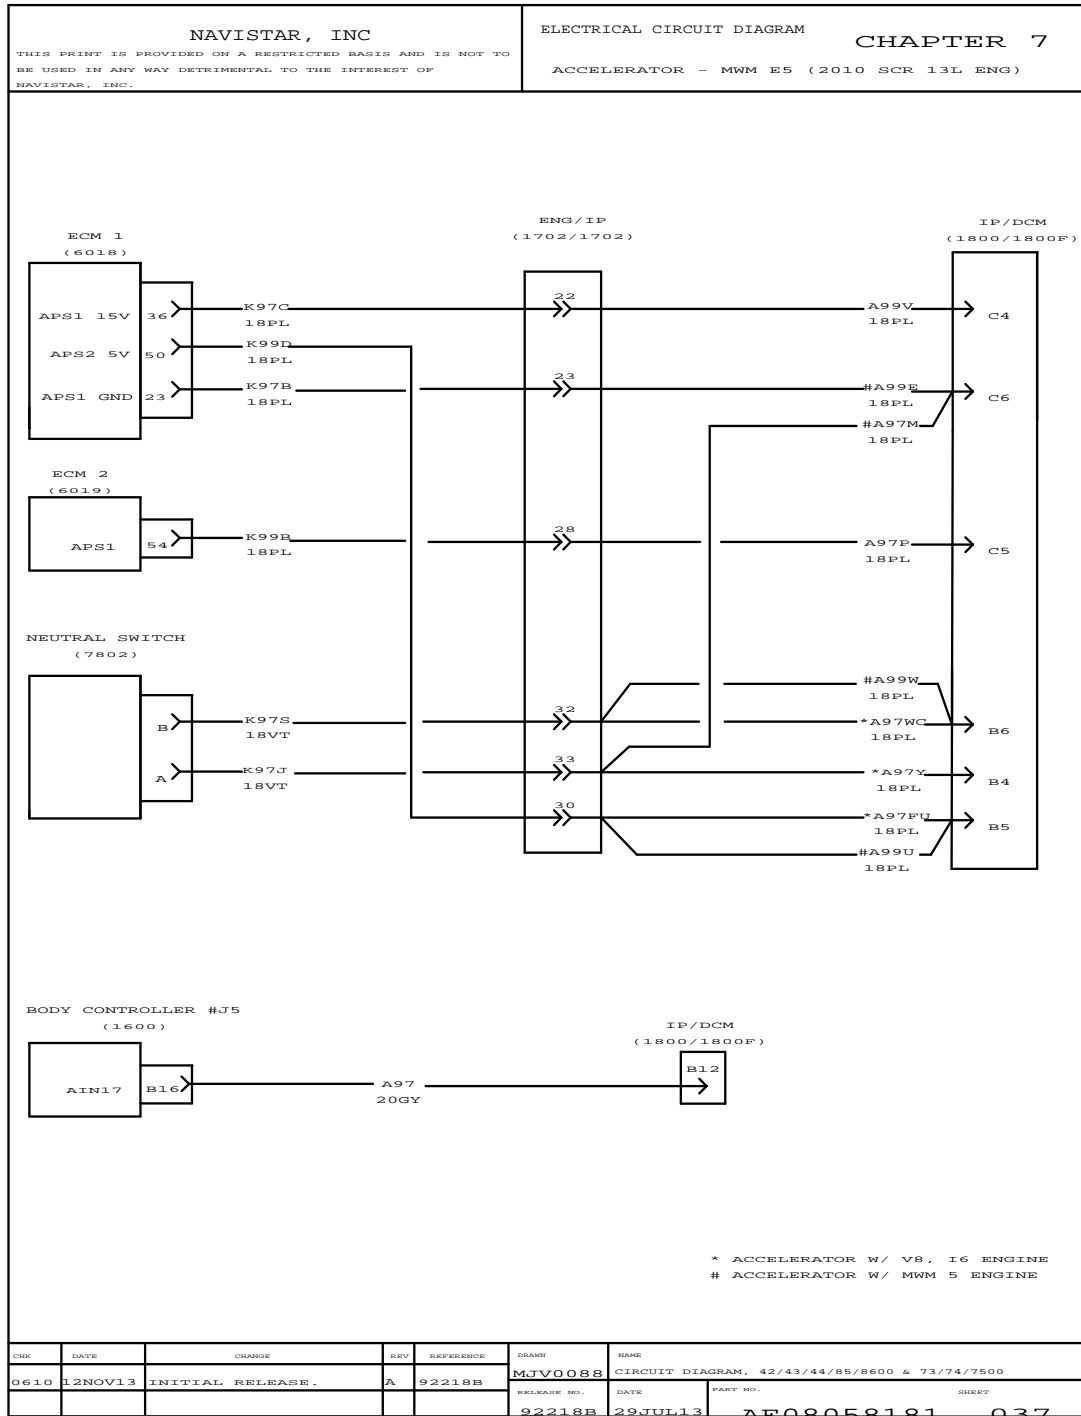 NAVISTAR, INC
THIS PRINT IS PROVIDED ON A RESTRICTED BASIS AND IS NOT TO
BE USED IN ANY WAY DETRIMENTAL TO THE INTEREST OF
NAVISTAR, INC.
ELECTRICAL CIRCUIT DIAGRAM
CHAPTER 7
ACCELERATOR - MWM E5 (2010 SCR 13L ENG)
ECM 1
(6018)
ENG/IP
(1702/1702)
IP/DCM
(1800/1800F)
APS1 15V 36
K97C
18PL
22
A99V
18PL
C4
APS2 5V 50
K99D
18PL
APS1 GND 23
K97B
18PL
23
#A99E
18PL
C6
#A97M
18PL
ECM 2
(6019)
APS1 54
K99B
18PL
28
A97P
18PL
C5
NEUTRAL SWITCH
(7802)
#A99W
18PL
B
K97S
18VT
32
*A97WC
18PL
B6
A
K97J
18VT
33
*A97Y
18PL
B4
30
*A97FU
18PL
B5
#A99U
18PL
BODY CONTROLLER #J5
(1600)
IP/DCM
(1800/1800F)
AIN17 B16
A97
20GY
B12
* ACCELERATOR W/ V8, I6 ENGINE
# ACCELERATOR W/ MWM 5 ENGINE
CHK DATE CHANGE REV REFERENCE DRAWN NAME
0610 12NOV13 INITIAL RELEASE. A 92218B MJV0088 CIRCUIT DIAGRAM, 42/43/44/85/8600 & 73/74/7500
RELEASE NO. DATE PART NO. SHEET
92218B 29JUL13 AF08058181 037